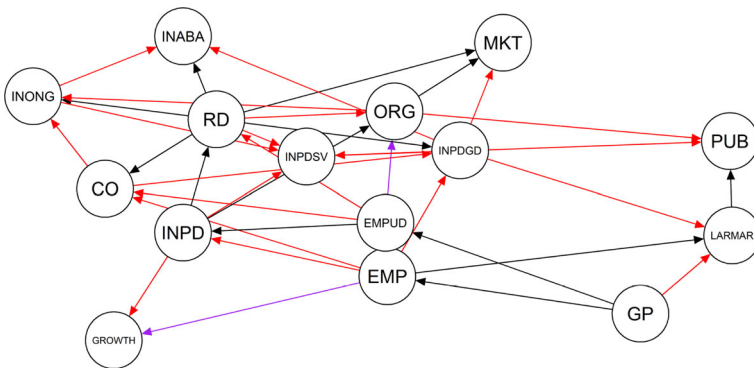 INABA
MKT
INONG
RD
ORG
PUB
INPDSV
INPDGD
CO
EMPUD
INPD
LARMAR
EMP
GP
GROWTH